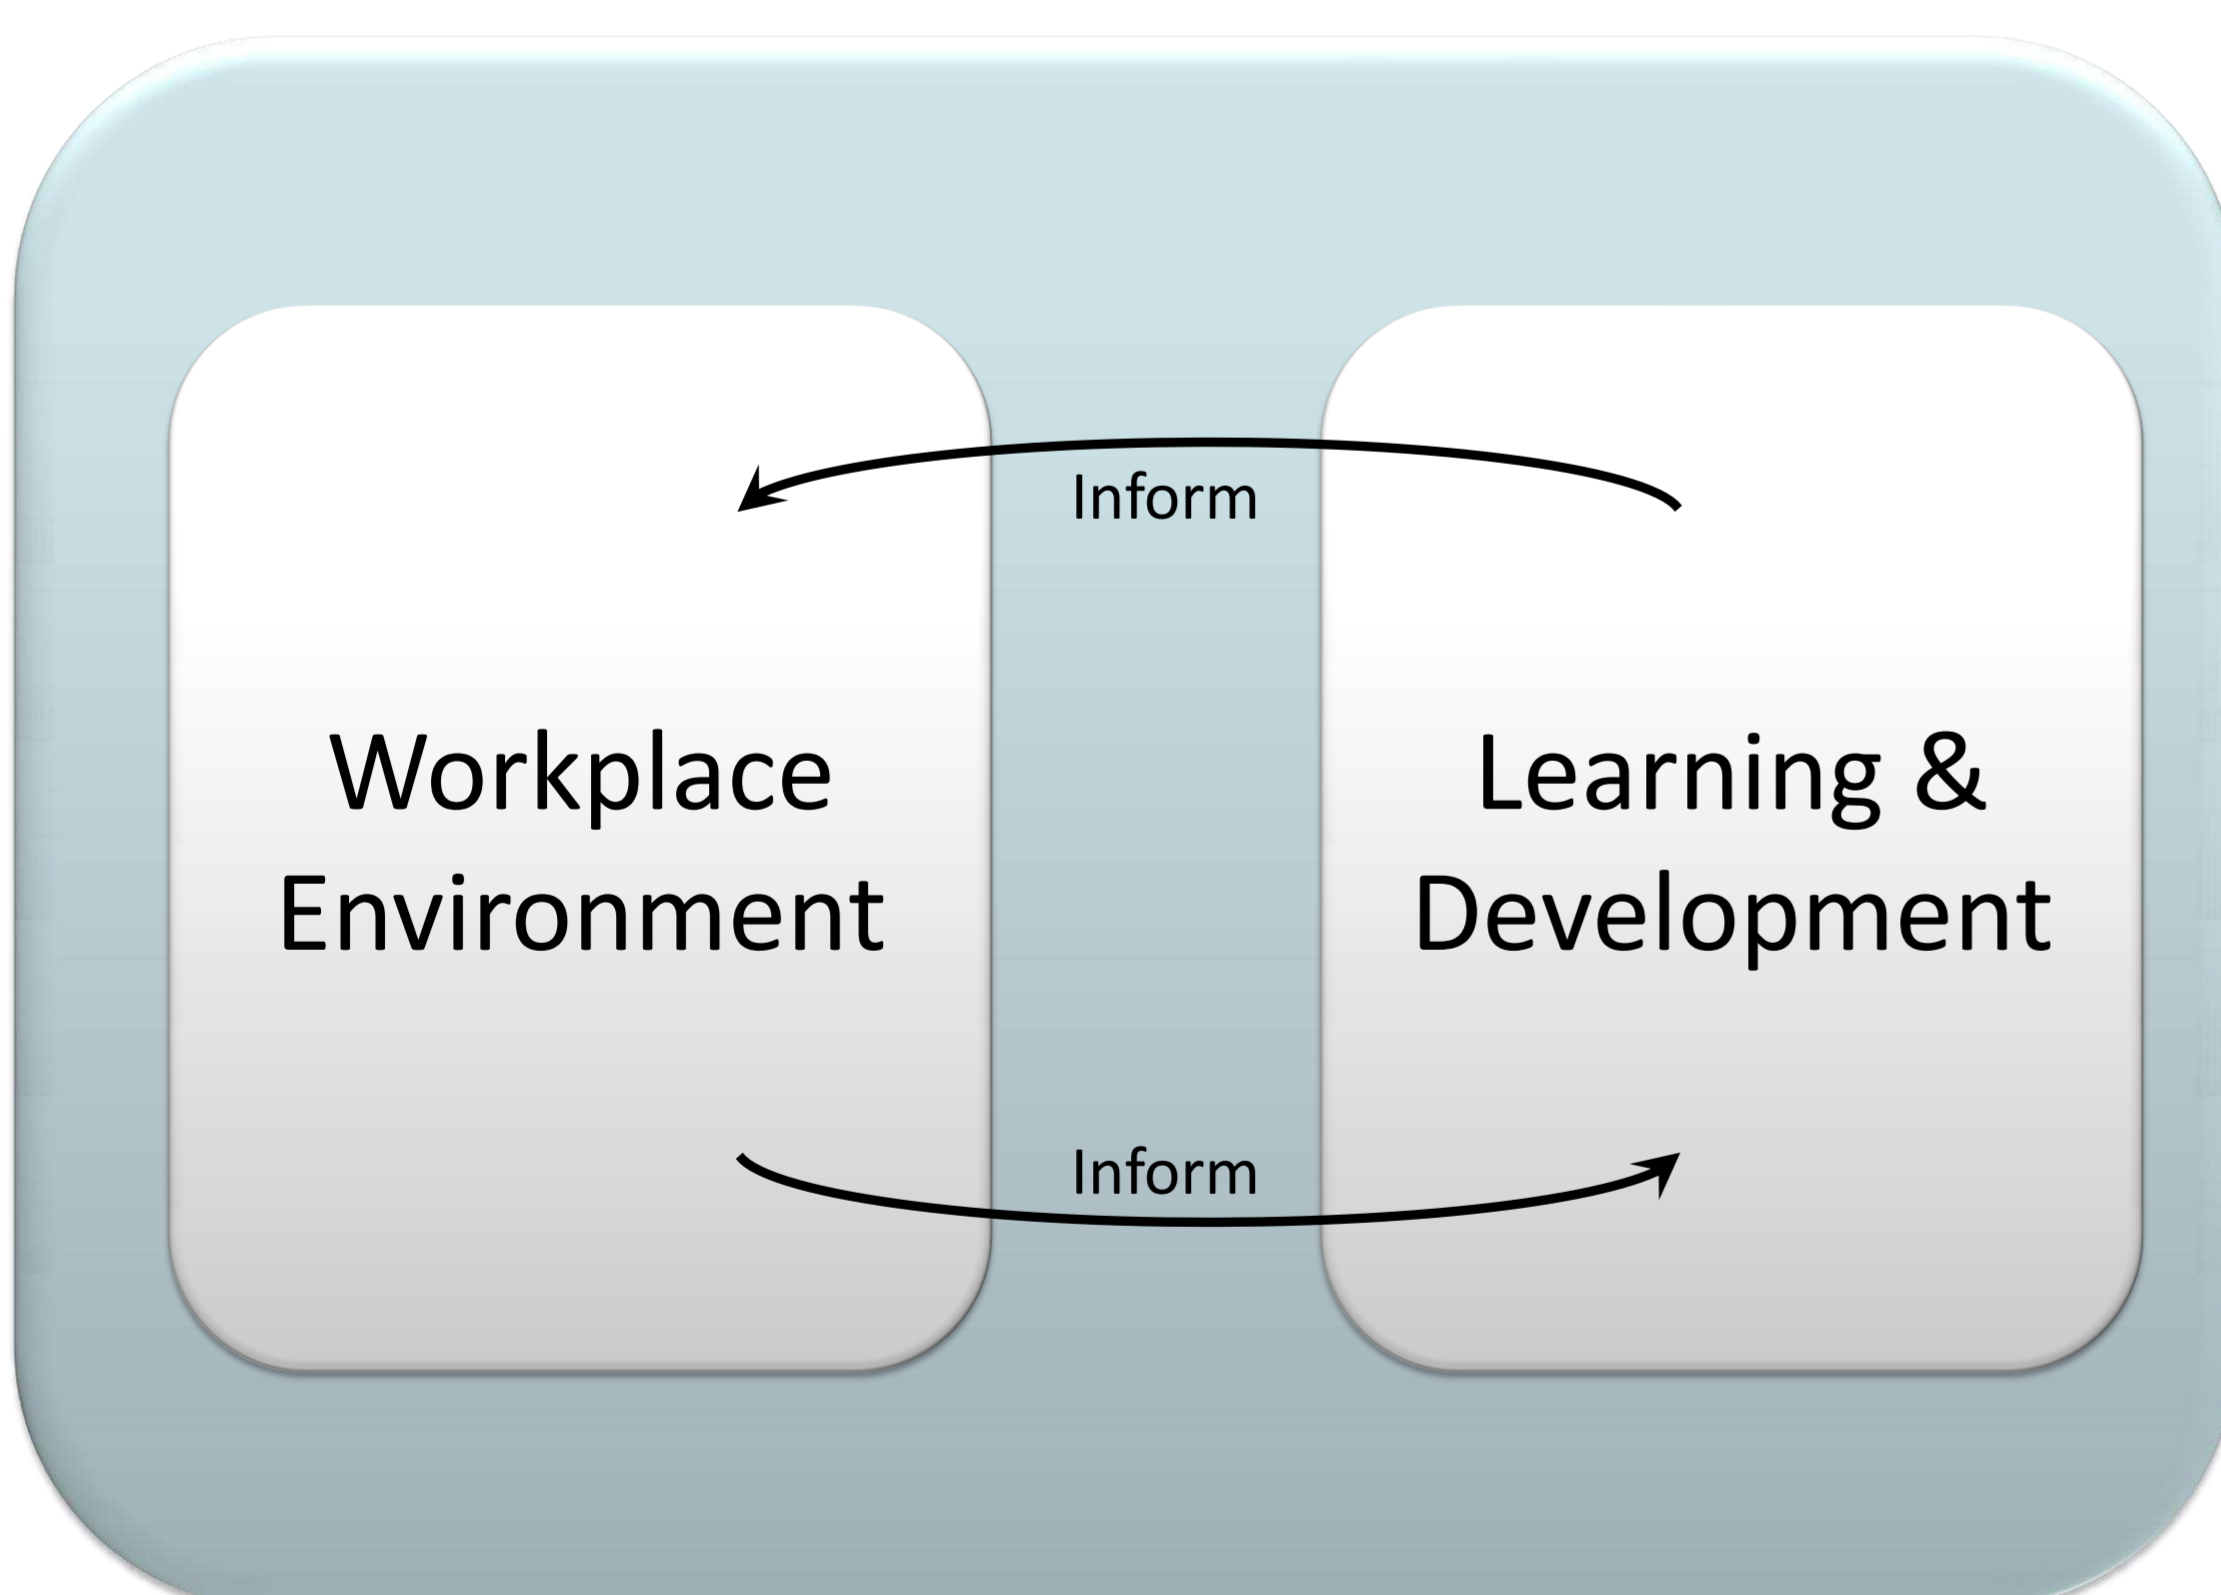 Inform
Workplace
Environment
Learning &
Development
Inform